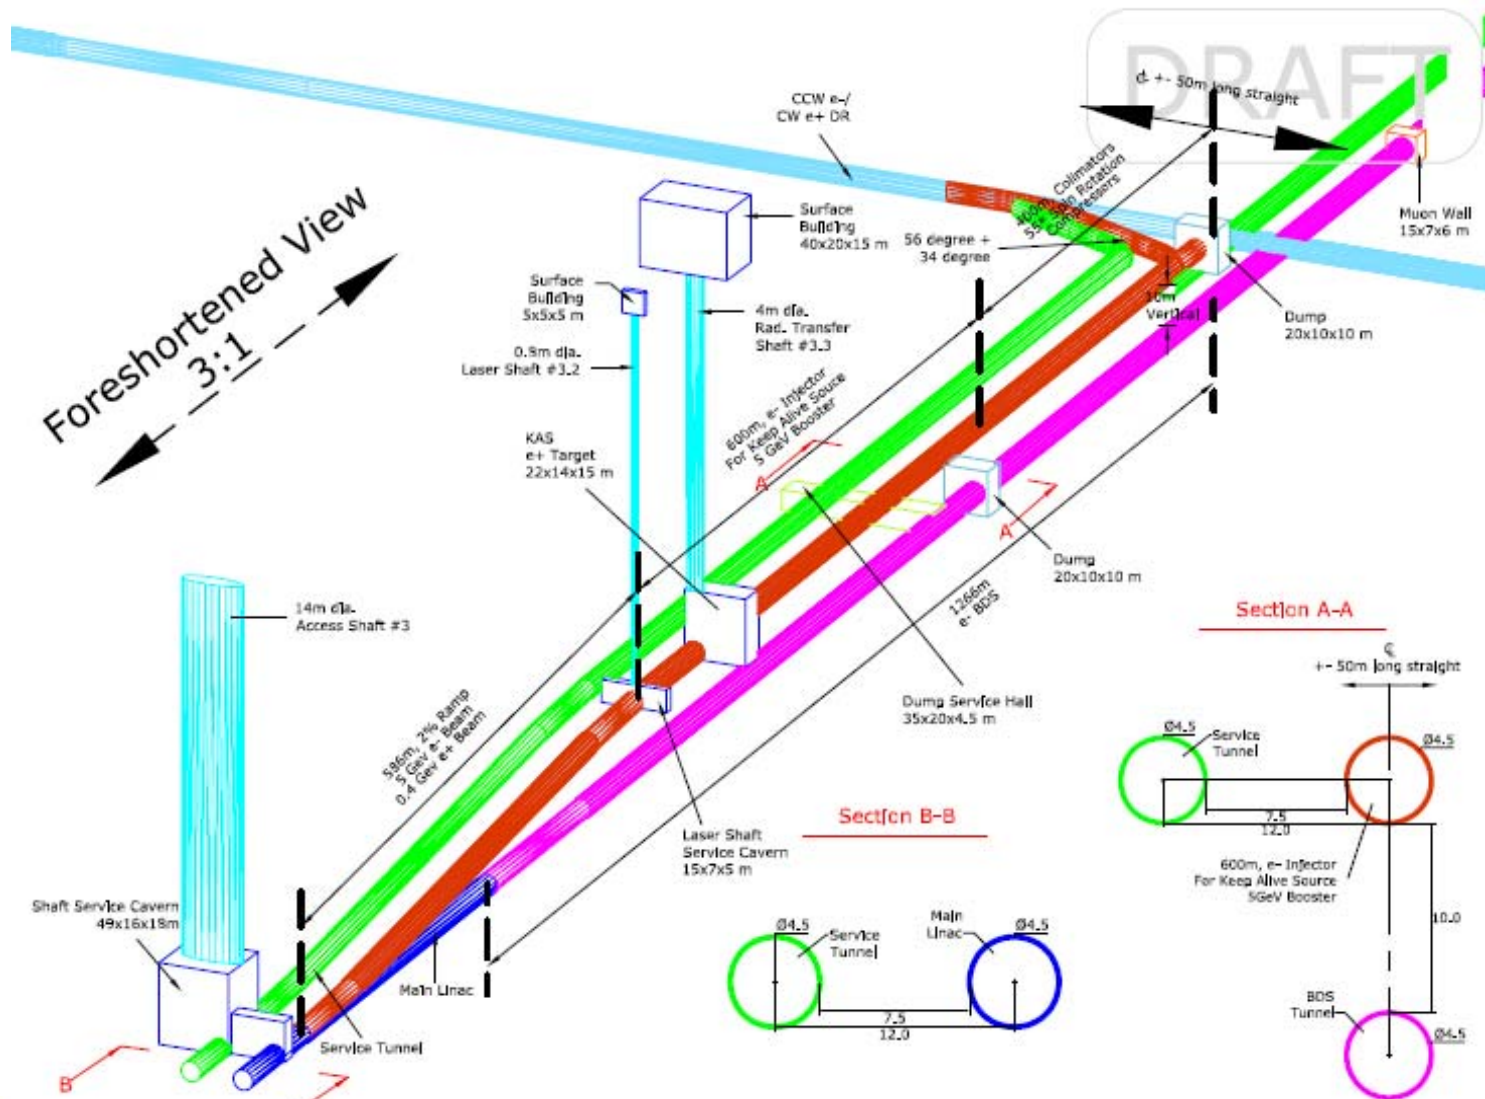 DRAFT
℄ +- 50m long straight
CCW e-/
CW e+ DR
400m, Colimators
55* Spin Rotation
Compressors
Surface
Building
40x20x15 m
Muon Wall
15x7x6 m
56 degree +
34 degree
Foreshortened View
3:1
Surface
Building
5x5x5 m
4m dia.
Rad. Transfer
Shaft #3.3
10m
Vertical
Dump
20x10x10 m
0.9m dia.
Laser Shaft #3.2
600m, e- Injector
For Keep Alive Souce
5 GeV Booster
KAS
e+ Target
22x14x15 m
A
A
Dump
20x10x10 m
14m dia.
Access Shaft #3
1266m
e- BDS
Section A-A
℄
+- 50m long straight
Dump Service Hall
35x20x4.5 m
Ø4.5
Service
Tunnel
Ø4.5
7.5
12.0
586m, 2% Ramp
5 Gev e- Beam
0.4 Gev e+ Beam
Laser Shaft
Service Cavern
15x7x5 m
Section B-B
600m, e- Injector
For Keep Alive Source
5GeV Booster
10.0
Shaft Service Cavern
49x16x18m
Ø4.5
Service
Tunnel
Main
Linac
Ø4.5
7.5
12.0
Main Linac
BDS
Tunnel
Ø4.5
Service Tunnel
B